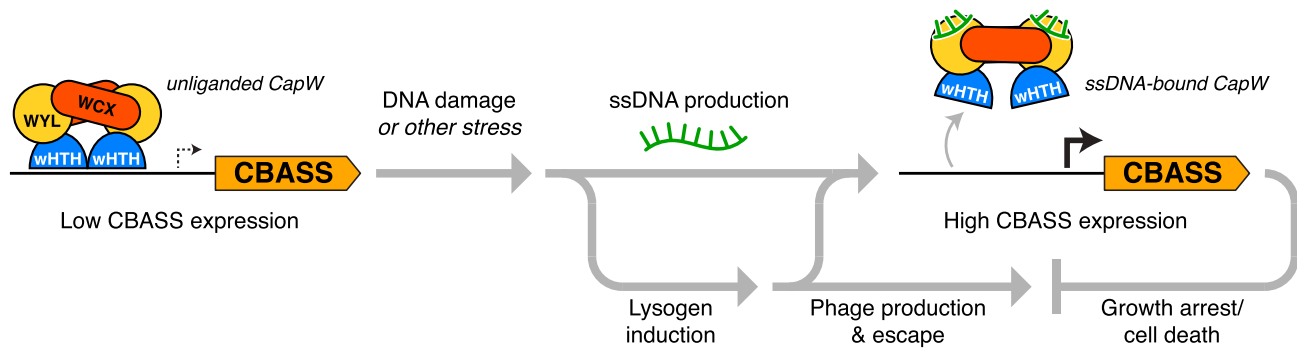 unliganded CapW
WCX
WYL
wHTH
wHTH
CBASS
Low CBASS expression
DNA damage
or other stress
ssDNA production
Lysogen
induction
Phage production
& escape
wHTH
wHTH
ssDNA-bound CapW
CBASS
High CBASS expression
Growth arrest/
cell death